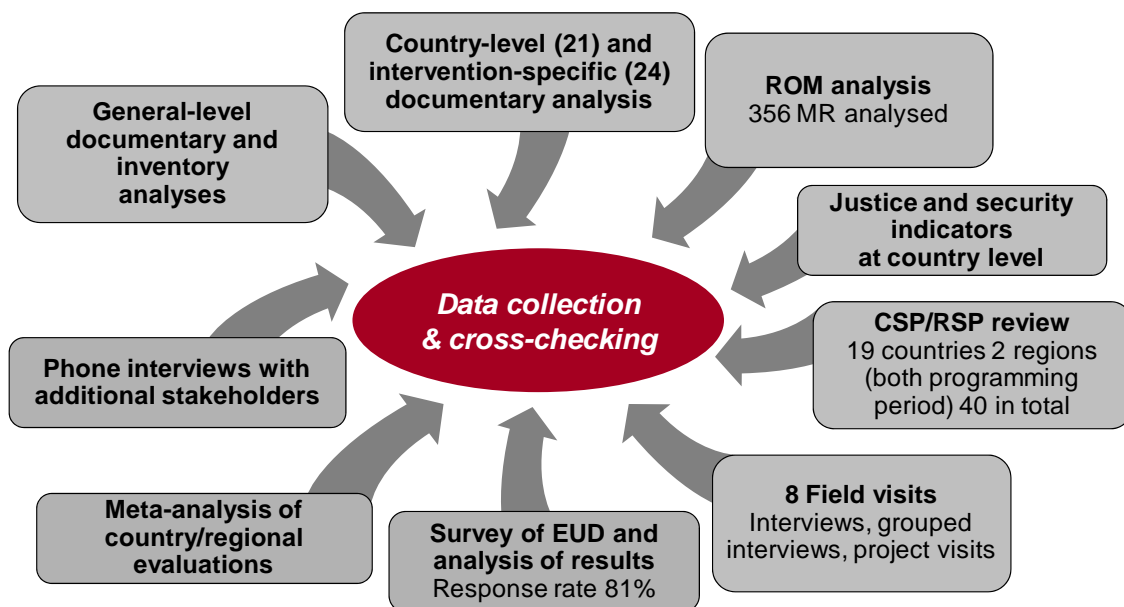 Country-level (21) and
intervention-specific (24)
documentary analysis
ROM analysis
356 MR analysed
General-level
documentary and
inventory
analyses
Justice and security
indicators
at country level
Data collection
& cross-checking
CSP/RSP review
19 countries 2 regions
(both programming
period) 40 in total
Phone interviews with
additional stakeholders
8 Field visits
Interviews, grouped
interviews, project visits
Meta-analysis of
country/regional
evaluations
Survey of EUD and
analysis of results
Response rate 81%